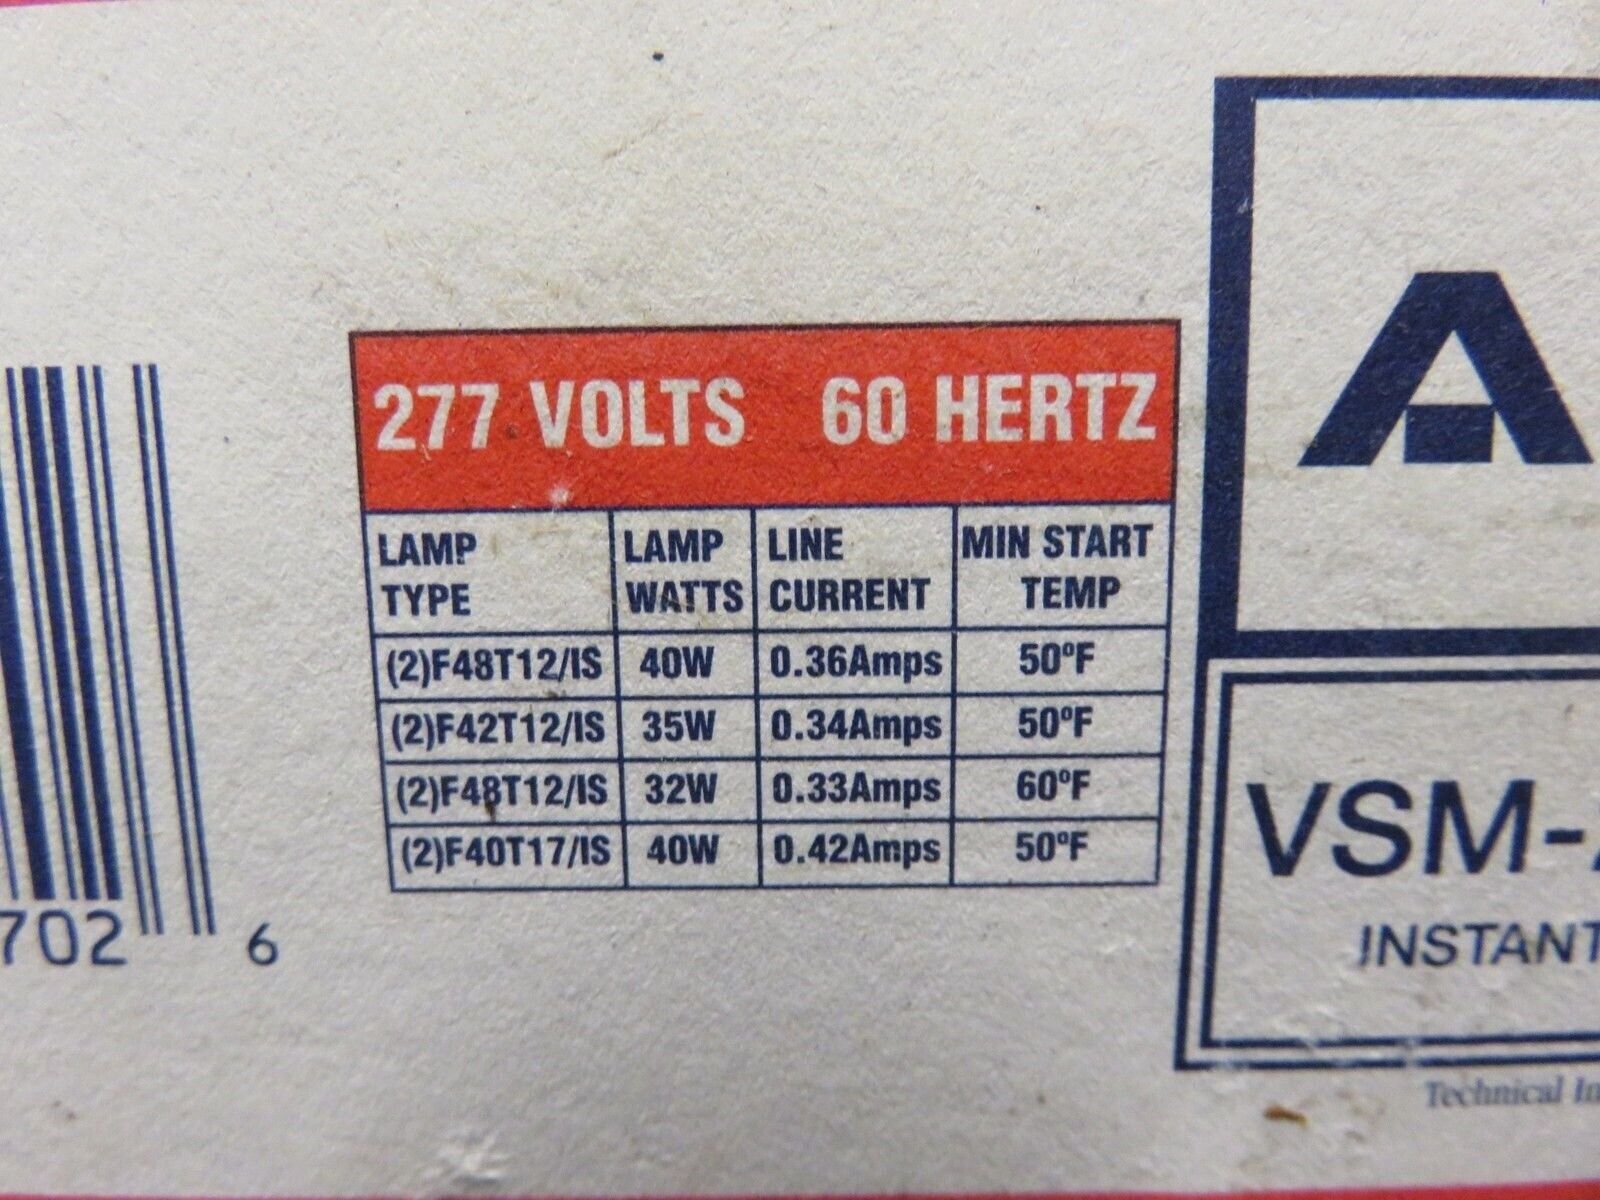 277 VOLTS 60 HERTZ
LAMP TYPE LAMP WATTS LINE CURRENT MIN START TEMP
(2)F48T12/IS 40W 0.36Amps 50ºF
(2)F42T12/IS 35W 0.34Amps 50ºF
(2)F48T12/IS 32W 0.33Amps 60ºF
(2)F40T17/IS 40W 0.42Amps 50ºF
702 6
A
VSM-
INSTANT
Technical